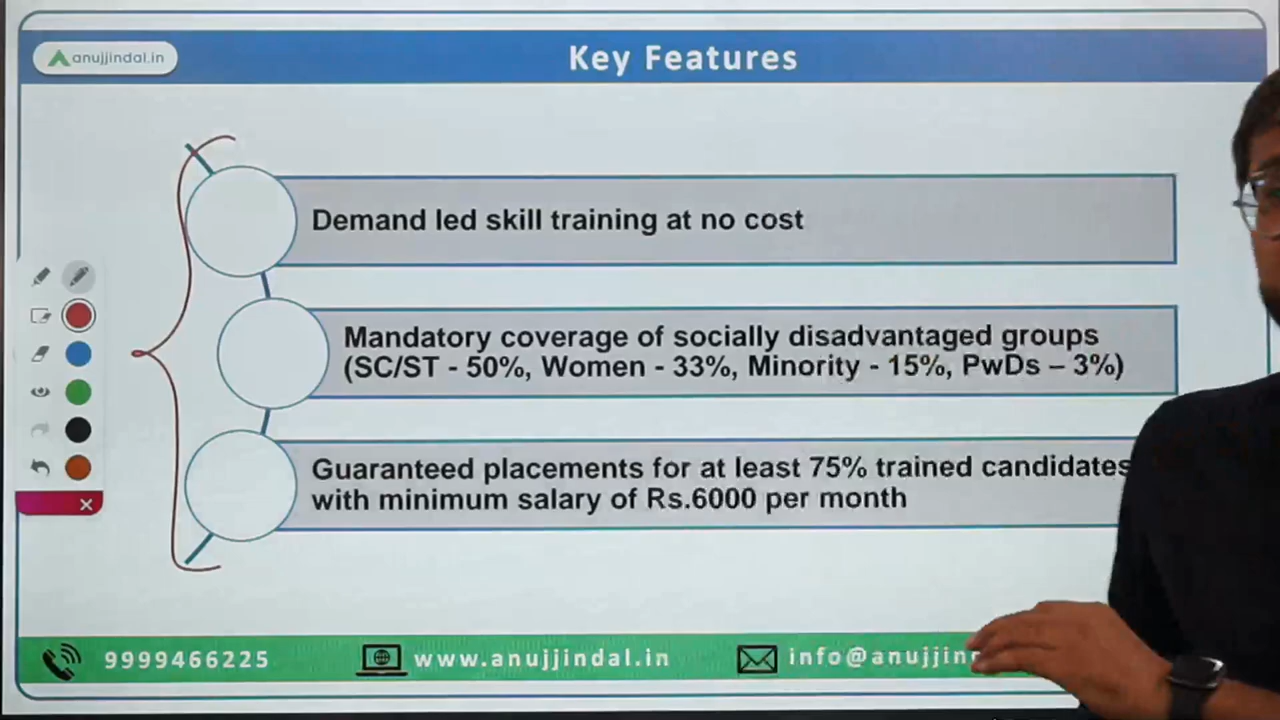 anujjindal.in
Key Features
Demand led skill training at no cost
Mandatory coverage of socially disadvantaged groups
(SC/ST - 50%, Women - 33%, Minority - 15%, PwDs – 3%)
Guaranteed placements for at least 75% trained candidates
with minimum salary of Rs.6000 per month
9999466225
www.anujjindal.in